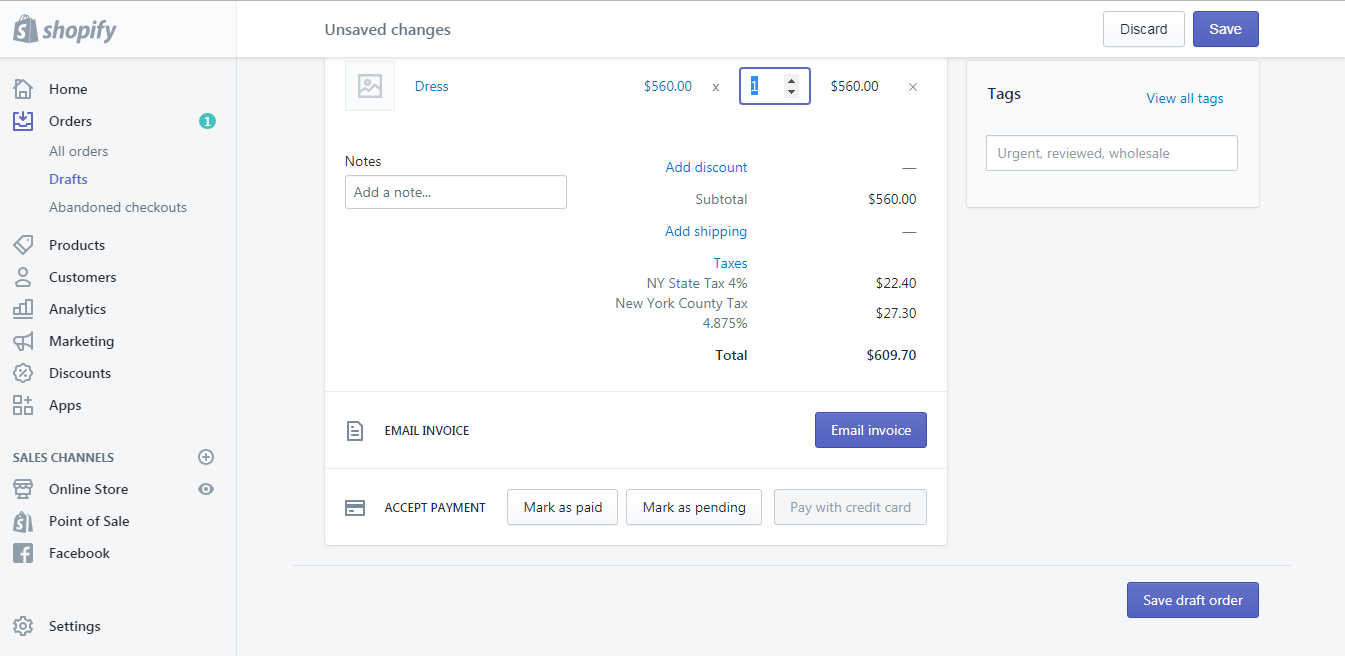 shopify
Unsaved changes
Discard
Save
Home
Orders
1
All orders
Drafts
Abandoned checkouts
Products
Customers
Analytics
Marketing
Discounts
Apps
SALES CHANNELS
Online Store
Point of Sale
Facebook
Settings
Dress
$560.00 x 1 $560.00 ×
Notes
Add a note...
Add discount —
Subtotal $560.00
Add shipping —
Taxes
NY State Tax 4% $22.40
New York County Tax
4.875%
$27.30
Total $609.70
EMAIL INVOICE
Email invoice
ACCEPT PAYMENT
Mark as paid
Mark as pending
Pay with credit card
Tags
View all tags
Urgent, reviewed, wholesale
Save draft order